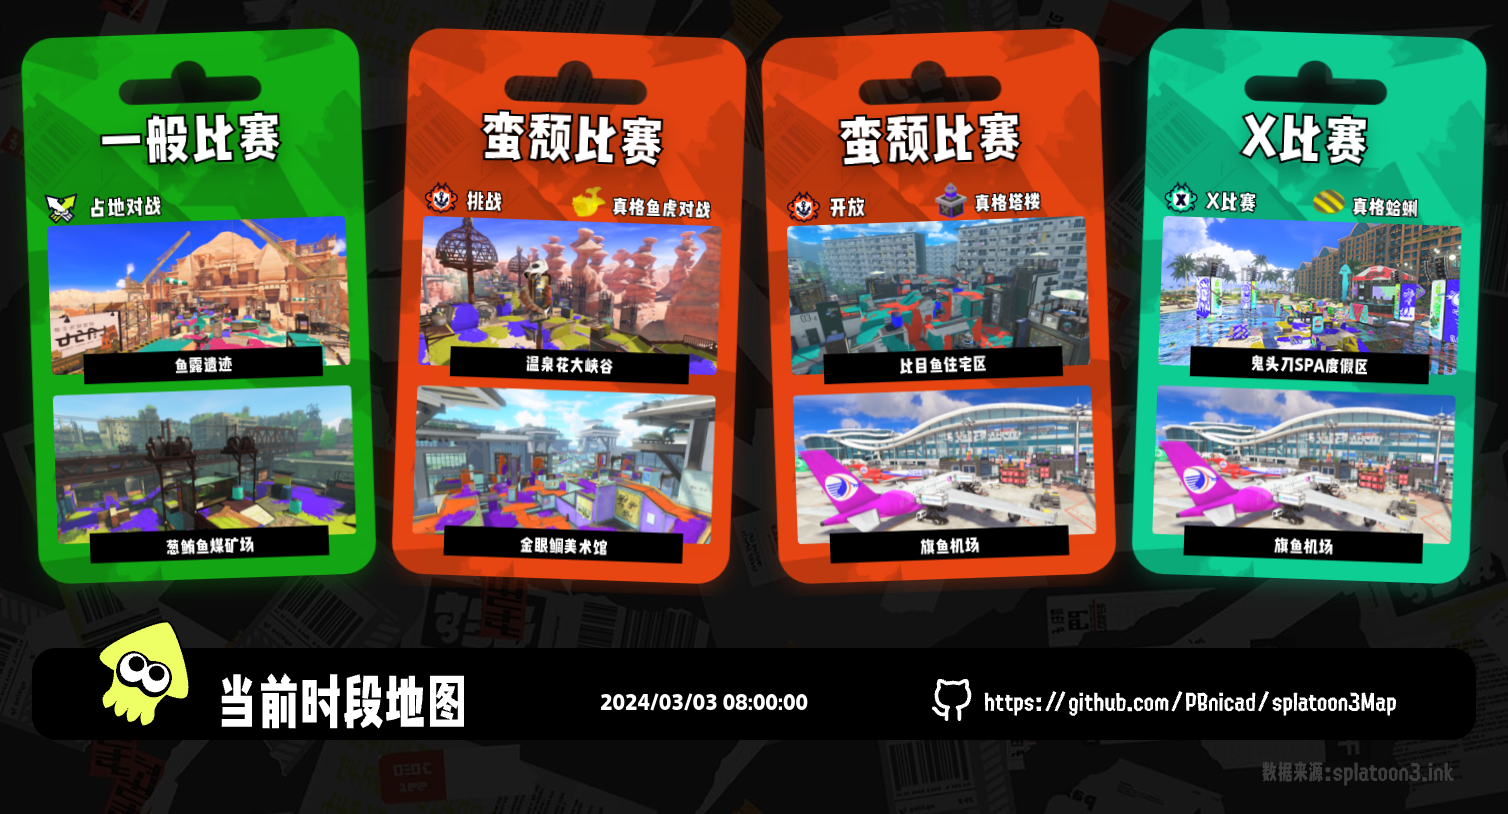 一般比赛
占地对战
鱼露遗迹
葱鲔鱼煤矿场
蛮颓比赛
挑战
真格鱼虎对战
温泉花大峡谷
金眼鲷美术馆
蛮颓比赛
开放
真格塔楼
比目鱼住宅区
旗鱼机场
X比赛
X比赛
真格蛤蜊
鬼头刀SPA度假区
旗鱼机场
当前时段地图
2024/03/03 08:00:00
https://github.com/PBnicad/splatoon3Map
数据来源:splatoon3.ink